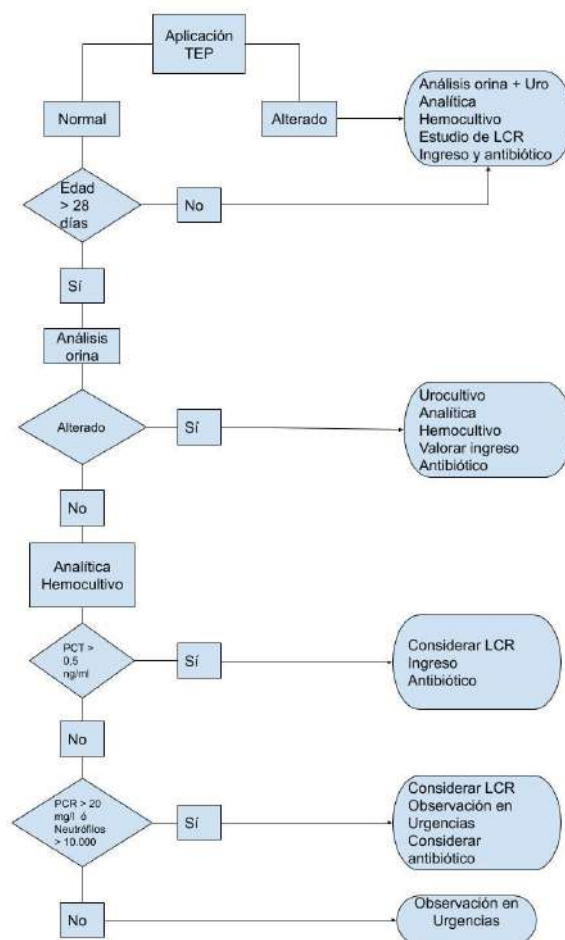 Aplicación
TEP
Normal
Alterado
Análisis orina + Uro
Analítica
Hemocultivo
Estudio de LCR
Ingreso y antibiótico
Edad
> 28
días
No
Sí
Análisis
orina
Alterado
Sí
Urocultivo
Analítica
Hemocultivo
Valorar ingreso
Antibiótico
No
Analítica
Hemocultivo
PCT >
0,5
ng/ml
Sí
Considerar LCR
Ingreso
Antibiótico
No
PCR > 20
mg/l ó
Neutrófilos
> 10.000
Sí
Considerar LCR
Observación en
Urgencias
Considerar
antibiótico
No
Observación en
Urgencias